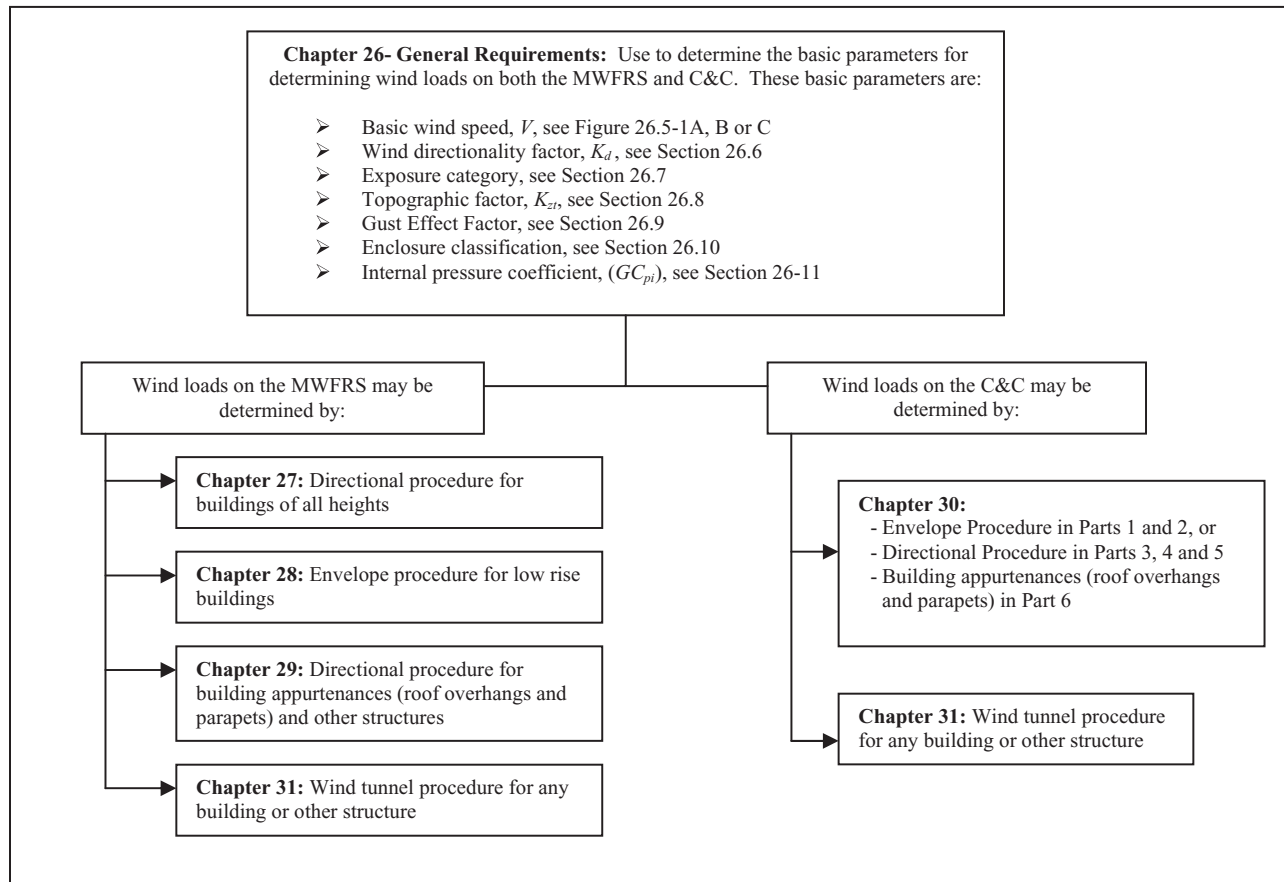 Chapter 26- General Requirements: Use to determine the basic parameters for
determining wind loads on both the MWFRS and C&C. These basic parameters are:
➢ Basic wind speed, V, see Figure 26.5-1A, B or C
➢ Wind directionality factor, Kd , see Section 26.6
➢ Exposure category, see Section 26.7
➢ Topographic factor, Kzt, see Section 26.8
➢ Gust Effect Factor, see Section 26.9
➢ Enclosure classification, see Section 26.10
➢ Internal pressure coefficient, (GCpi), see Section 26-11
Wind loads on the MWFRS may be
determined by:
Chapter 27: Directional procedure for
buildings of all heights
Chapter 28: Envelope procedure for low rise
buildings
Chapter 29: Directional procedure for
building appurtenances (roof overhangs and
parapets) and other structures
Chapter 31: Wind tunnel procedure for any
building or other structure
Wind loads on the C&C may be
determined by:
Chapter 30:
- Envelope Procedure in Parts 1 and 2, or
- Directional Procedure in Parts 3, 4 and 5
- Building appurtenances (roof overhangs
and parapets) in Part 6
Chapter 31: Wind tunnel procedure
for any building or other structure